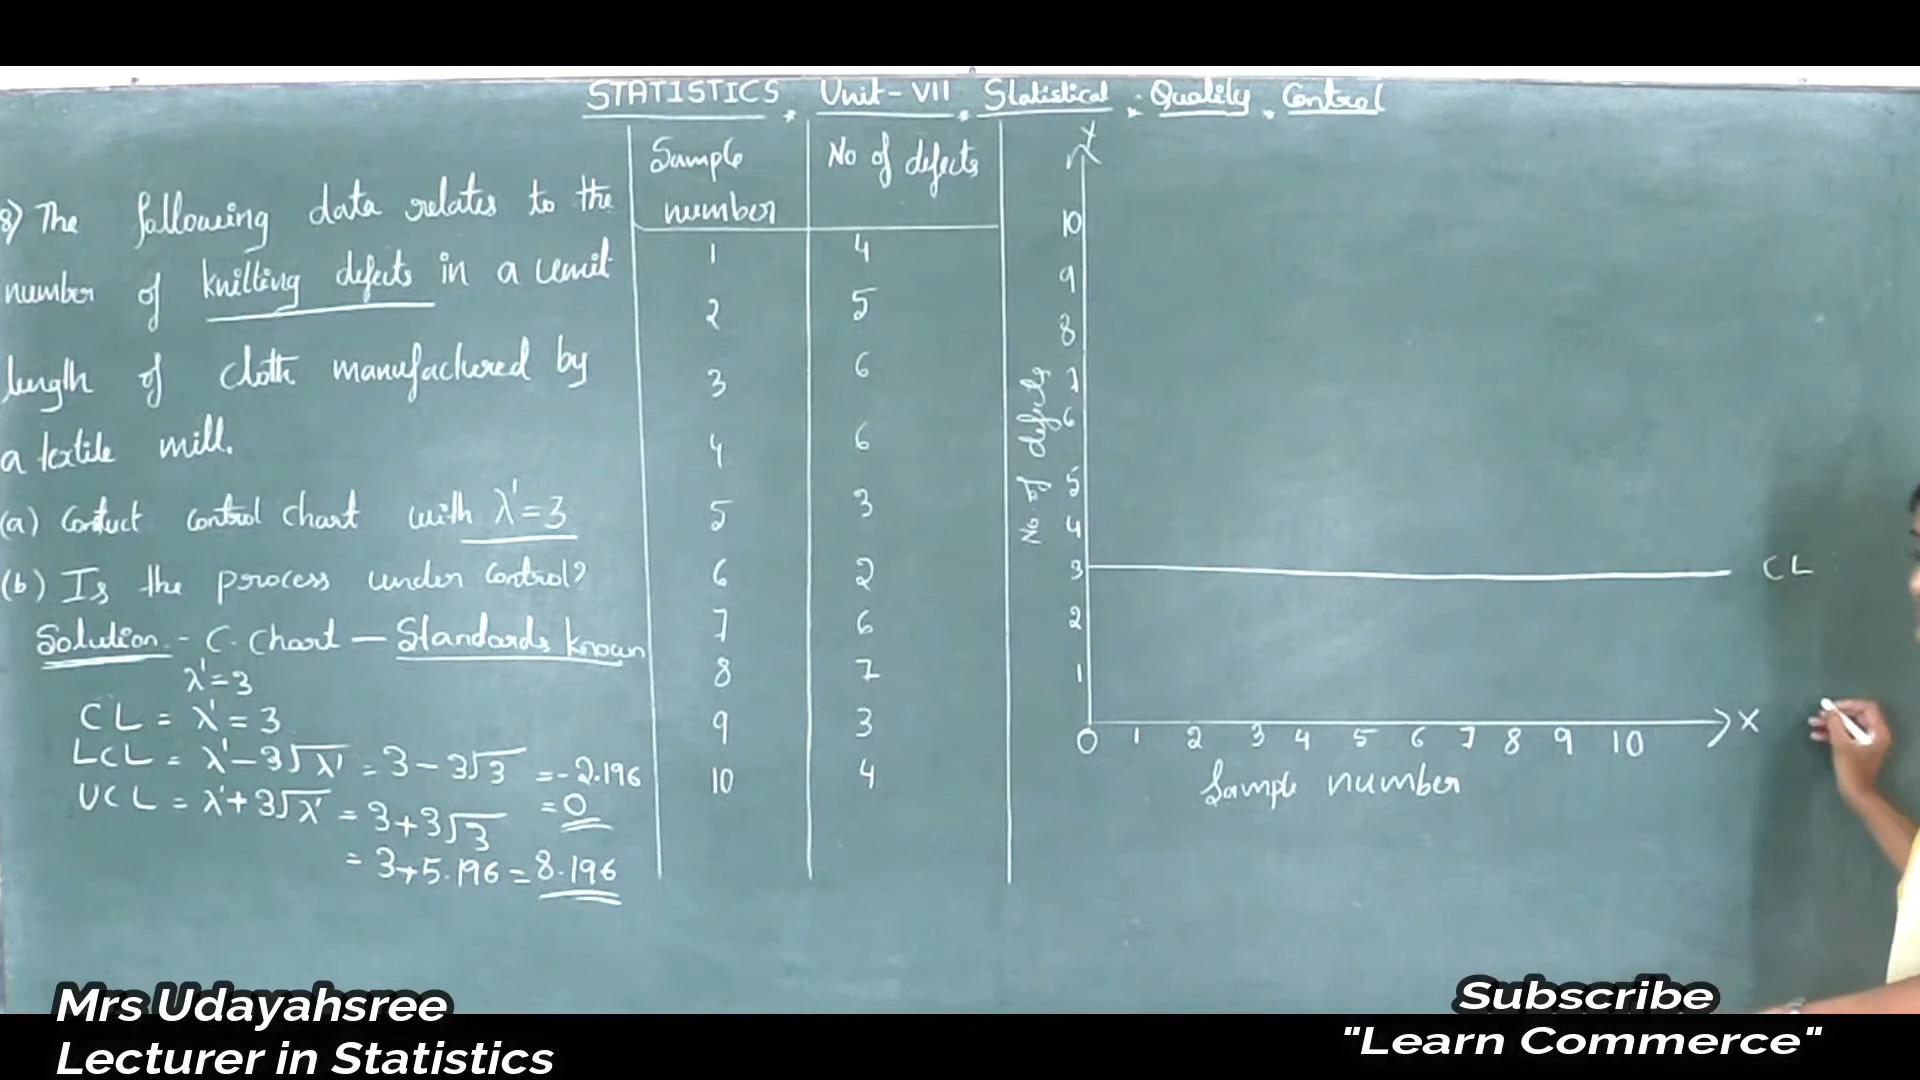 STATISTICS Unit-VII Statistical Quality Control
8) The following data relates to the
number of knitting defects in a unit
length of cloth manufactured by
a textile mill.
(a) Contuct control chart with λ'=3
(b) Is the process under control?
Solution.- C. Chart — Standards known
λ'=3
CL = λ' = 3
LCL = λ'-3√λ' = 3-3√3 = -2.196
= 0
UCL = λ'+3√λ' = 3+3√3
= 3+5.196 = 8.196
Sample number No of defects
1 4
2 5
3 6
4 6
5 3
6 2
7 6
8 7
9 3
10 4
Y
10
9
8
7
6
5
4
3 CL
2
1
No. of defects
0 1 2 3 4 5 6 7 8 9 10 X
Sample number
Mrs Udayahsree
Lecturer in Statistics
Subscribe
"Learn Commerce"